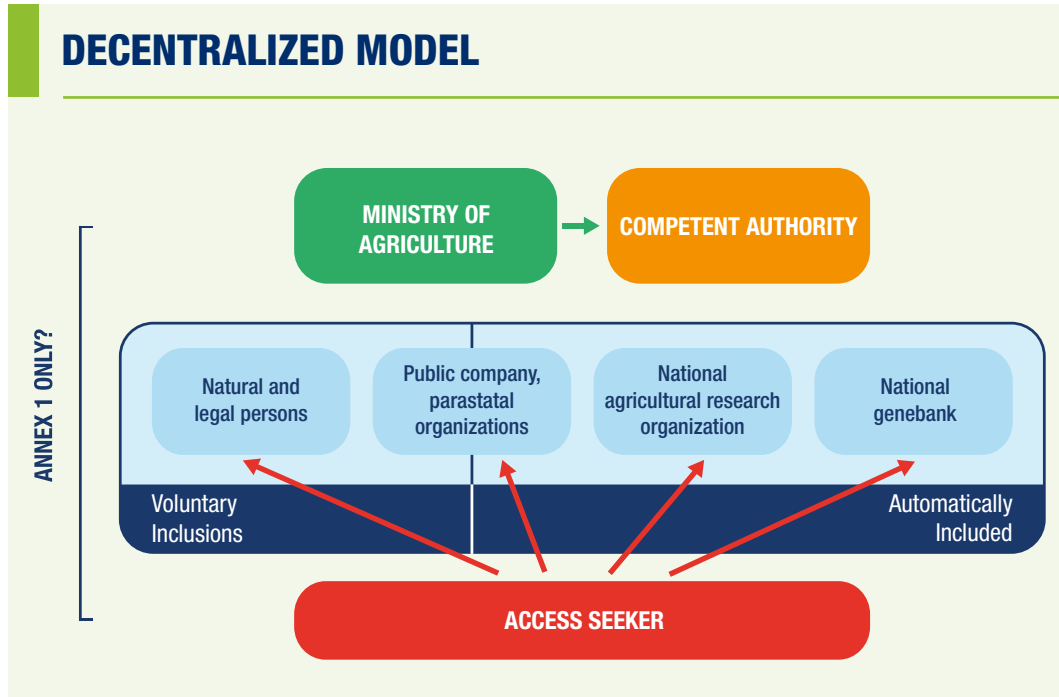 DECENTRALIZED MODEL
MINISTRY OF
AGRICULTURE
COMPETENT AUTHORITY
ANNEX 1 ONLY?
Natural and
legal persons
Public company,
parastatal
organizations
National
agricultural research
organization
National
genebank
Voluntary
Inclusions
Automatically
Included
ACCESS SEEKER